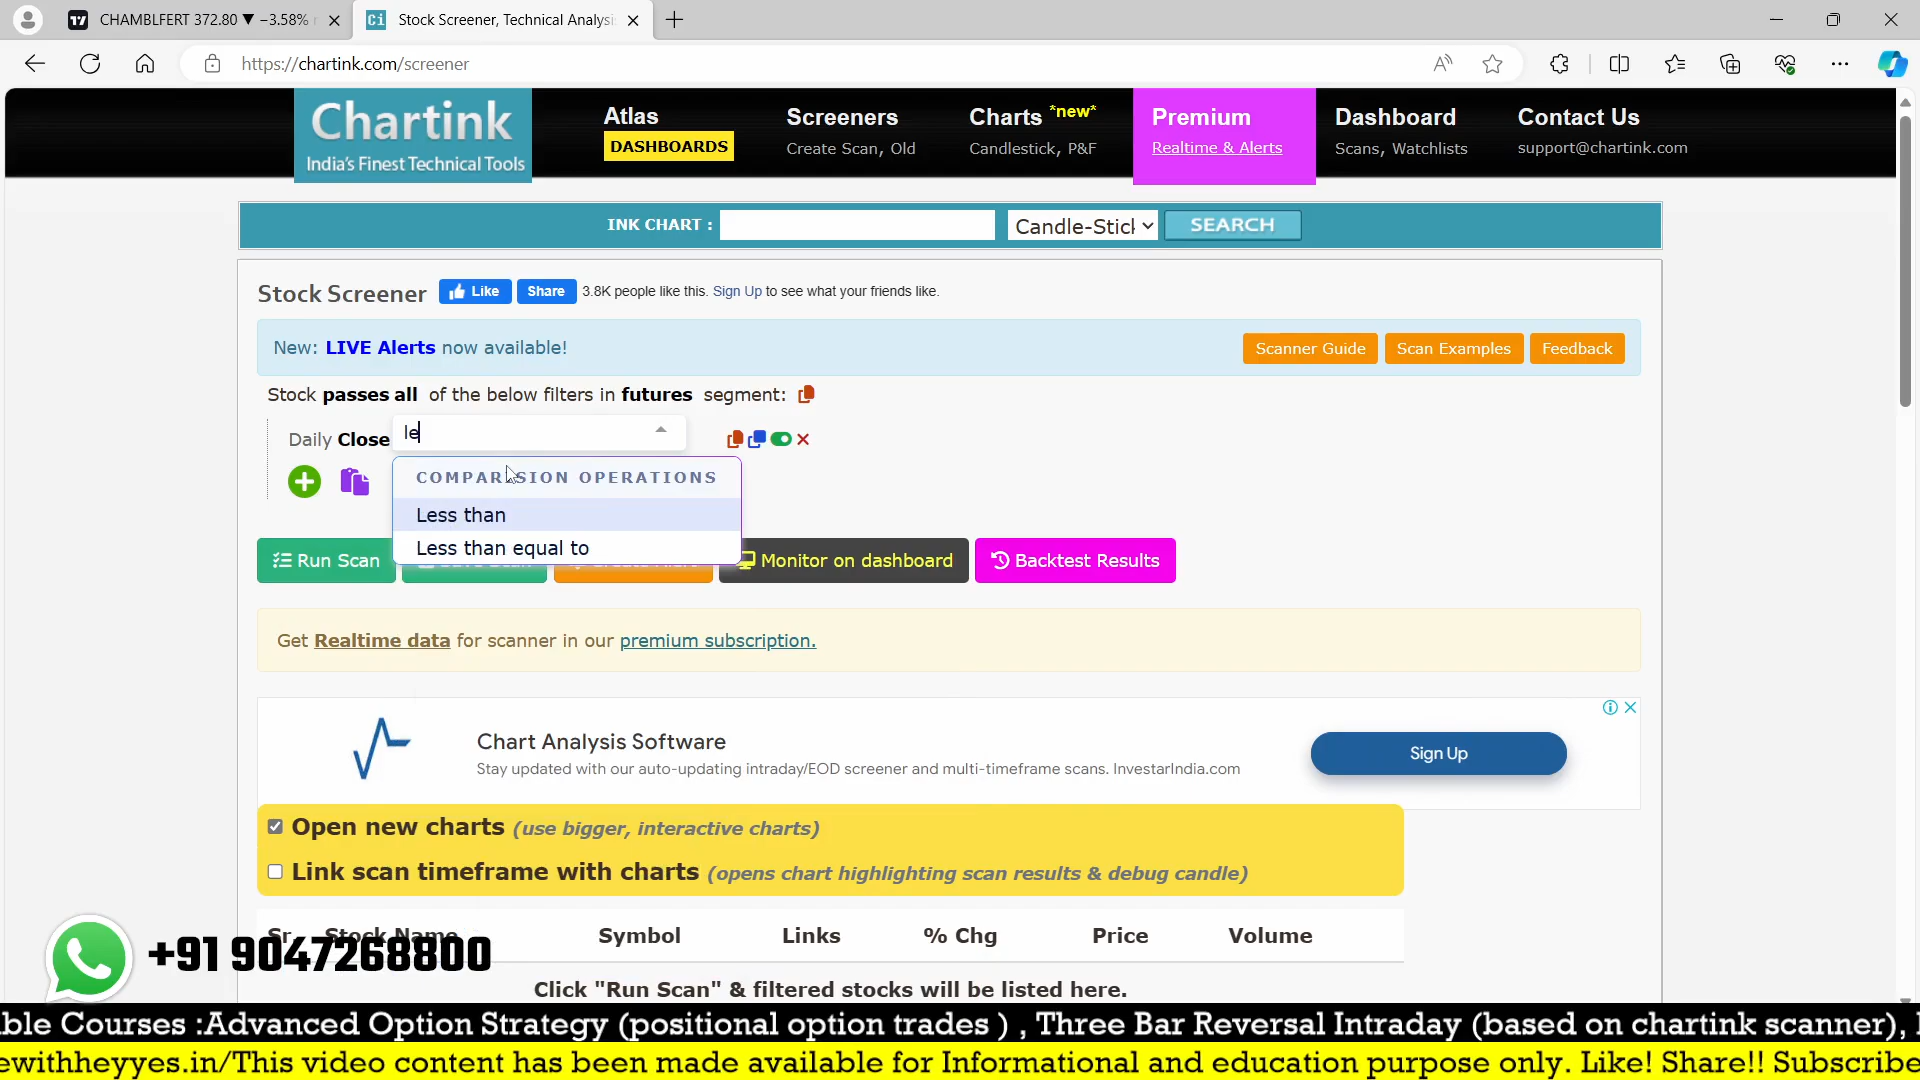 CHAMBLFERT 372.80 ▼ −3.58%
Stock Screener, Technical Analysis
https://chartink.com/screener
Chartink
India's Finest Technical Tools
Atlas
DASHBOARDS
Screeners
Create Scan, Old
Charts *new*
Candlestick, P&F
Premium
Realtime & Alerts
Dashboard
Scans, Watchlists
Contact Us
support@chartink.com
INK CHART :
Candle-Stick
SEARCH
Stock Screener
Like
Share
3.8K people like this. Sign Up to see what your friends like.
New: LIVE Alerts now available!
Scanner Guide
Scan Examples
Feedback
Stock passes all of the below filters in futures segment:
Daily Close le
COMPARISION OPERATIONS
Less than
Less than equal to
Run Scan
Monitor on dashboard
Backtest Results
Get Realtime data for scanner in our premium subscription.
Chart Analysis Software
Stay updated with our auto-updating intraday/EOD screener and multi-timeframe scans. InvestarIndia.com
Sign Up
Open new charts (use bigger, interactive charts)
Link scan timeframe with charts (opens chart highlighting scan results & debug candle)
Sr. Stock Name Symbol Links % Chg Price Volume
+91 9047268800
Click "Run Scan" & filtered stocks will be listed here.
ble Courses :Advanced Option Strategy (positional option trades ) , Three Bar Reversal Intraday (based on chartink scanner),
ewithheyyes.in/This video content has been made available for Informational and education purpose only. Like! Share!! Subscribe